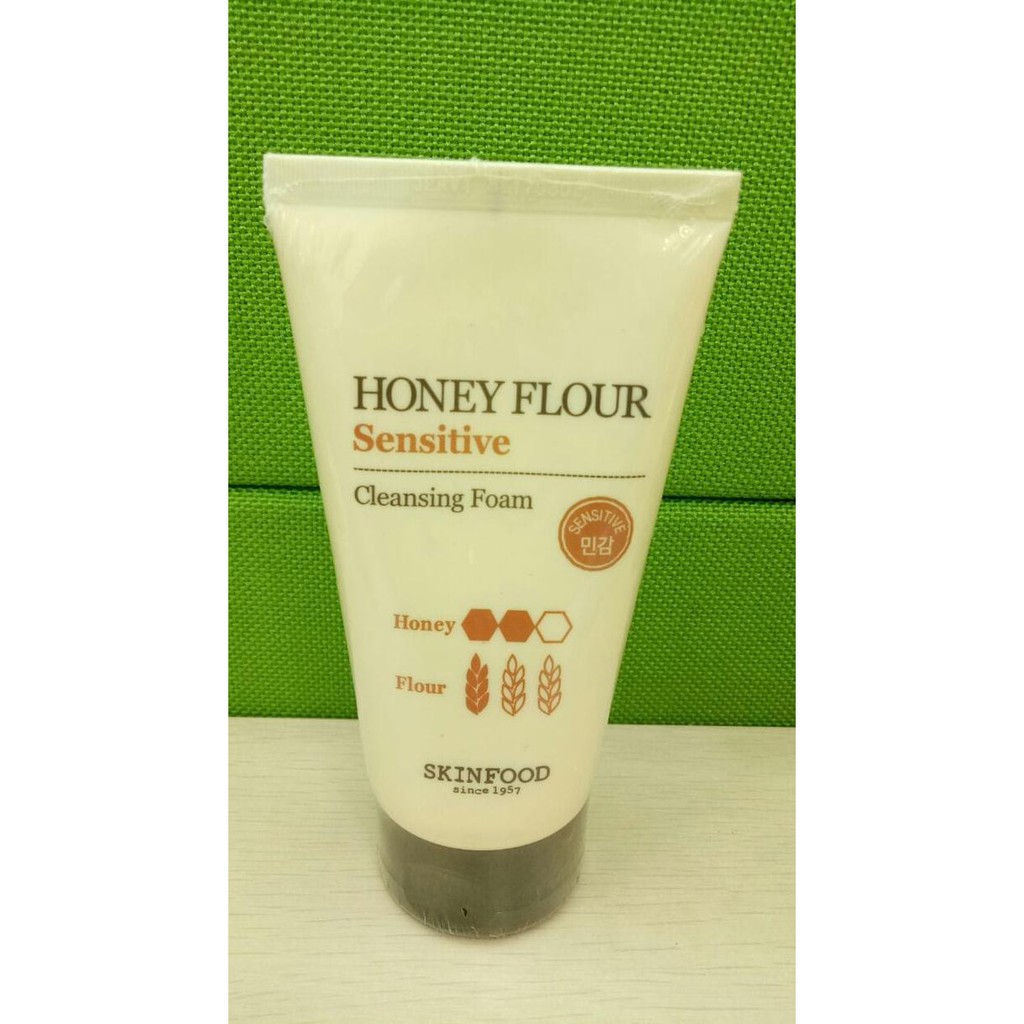 HONEY FLOUR
Sensitive
Cleansing Foam
SENSITIVE
민감
Honey
Flour
SKINFOOD
since 1957